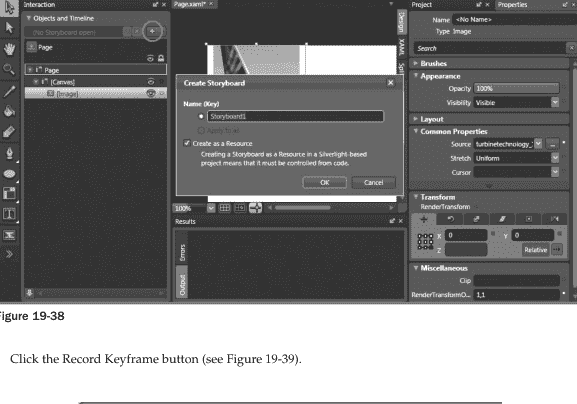 Interaction
Objects and Timeline
(No Storyboard open)
Page
Page
[Canvas]
[Image]
Page.xaml*
Design
XAML
Split
Create Storyboard
Name (Key)
Storyboard1
Apply to all
Create as a Resource
Creating a Storyboard as a Resource in a Silverlight-based
project means that it must be controlled from code.
OK
Cancel
100%
Results
Errors
Output
Project
Properties
Name <No Name>
Type Image
Search
Brushes
Appearance
Opacity 100%
Visibility Visible
Layout
Common Properties
Source turbinetechnology_
Stretch Uniform
Cursor
Transform
RenderTransform
X 0
Y 0
Z
Relative
Miscellaneous
Clip
RenderTransformO... 1,1
Figure 19-38
Click the Record Keyframe button (see Figure 19-39).